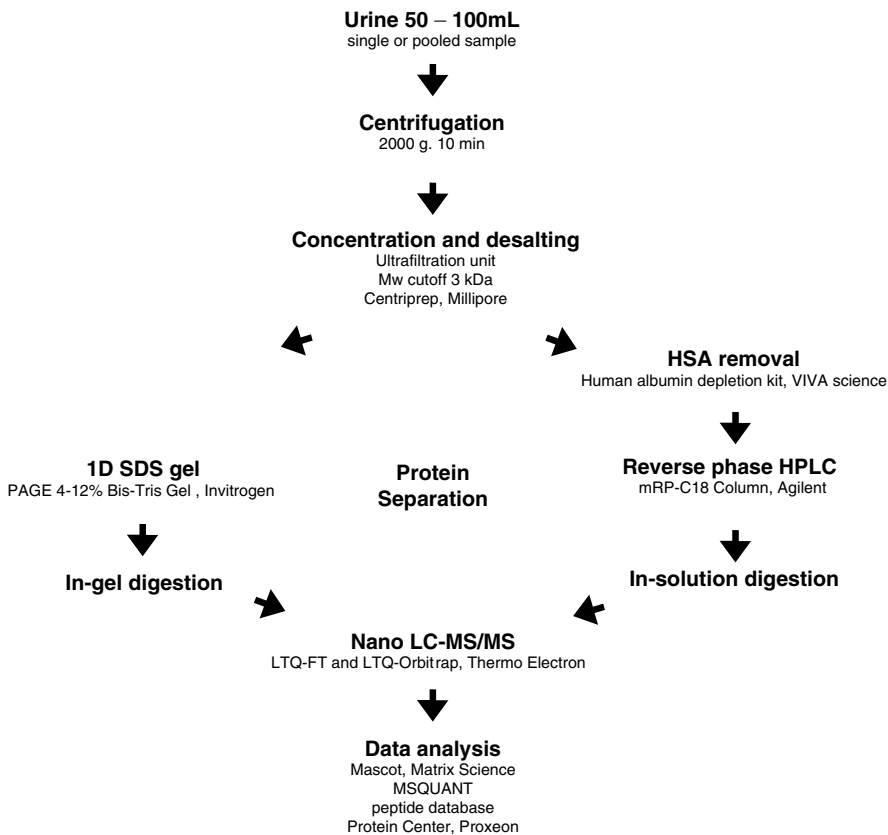 Urine 50 – 100mL
single or pooled sample
Centrifugation
2000 g. 10 min
Concentration and desalting
Ultrafiltration unit
Mw cutoff 3 kDa
Centriprep, Millipore
HSA removal
Human albumin depletion kit, VIVA science
1D SDS gel
PAGE 4-12% Bis-Tris Gel , Invitrogen
Protein
Separation
Reverse phase HPLC
mRP-C18 Column, Agilent
In-gel digestion
In-solution digestion
Nano LC-MS/MS
LTQ-FT and LTQ-Orbitrap, Thermo Electron
Data analysis
Mascot, Matrix Science
MSQUANT
peptide database
Protein Center, Proxeon